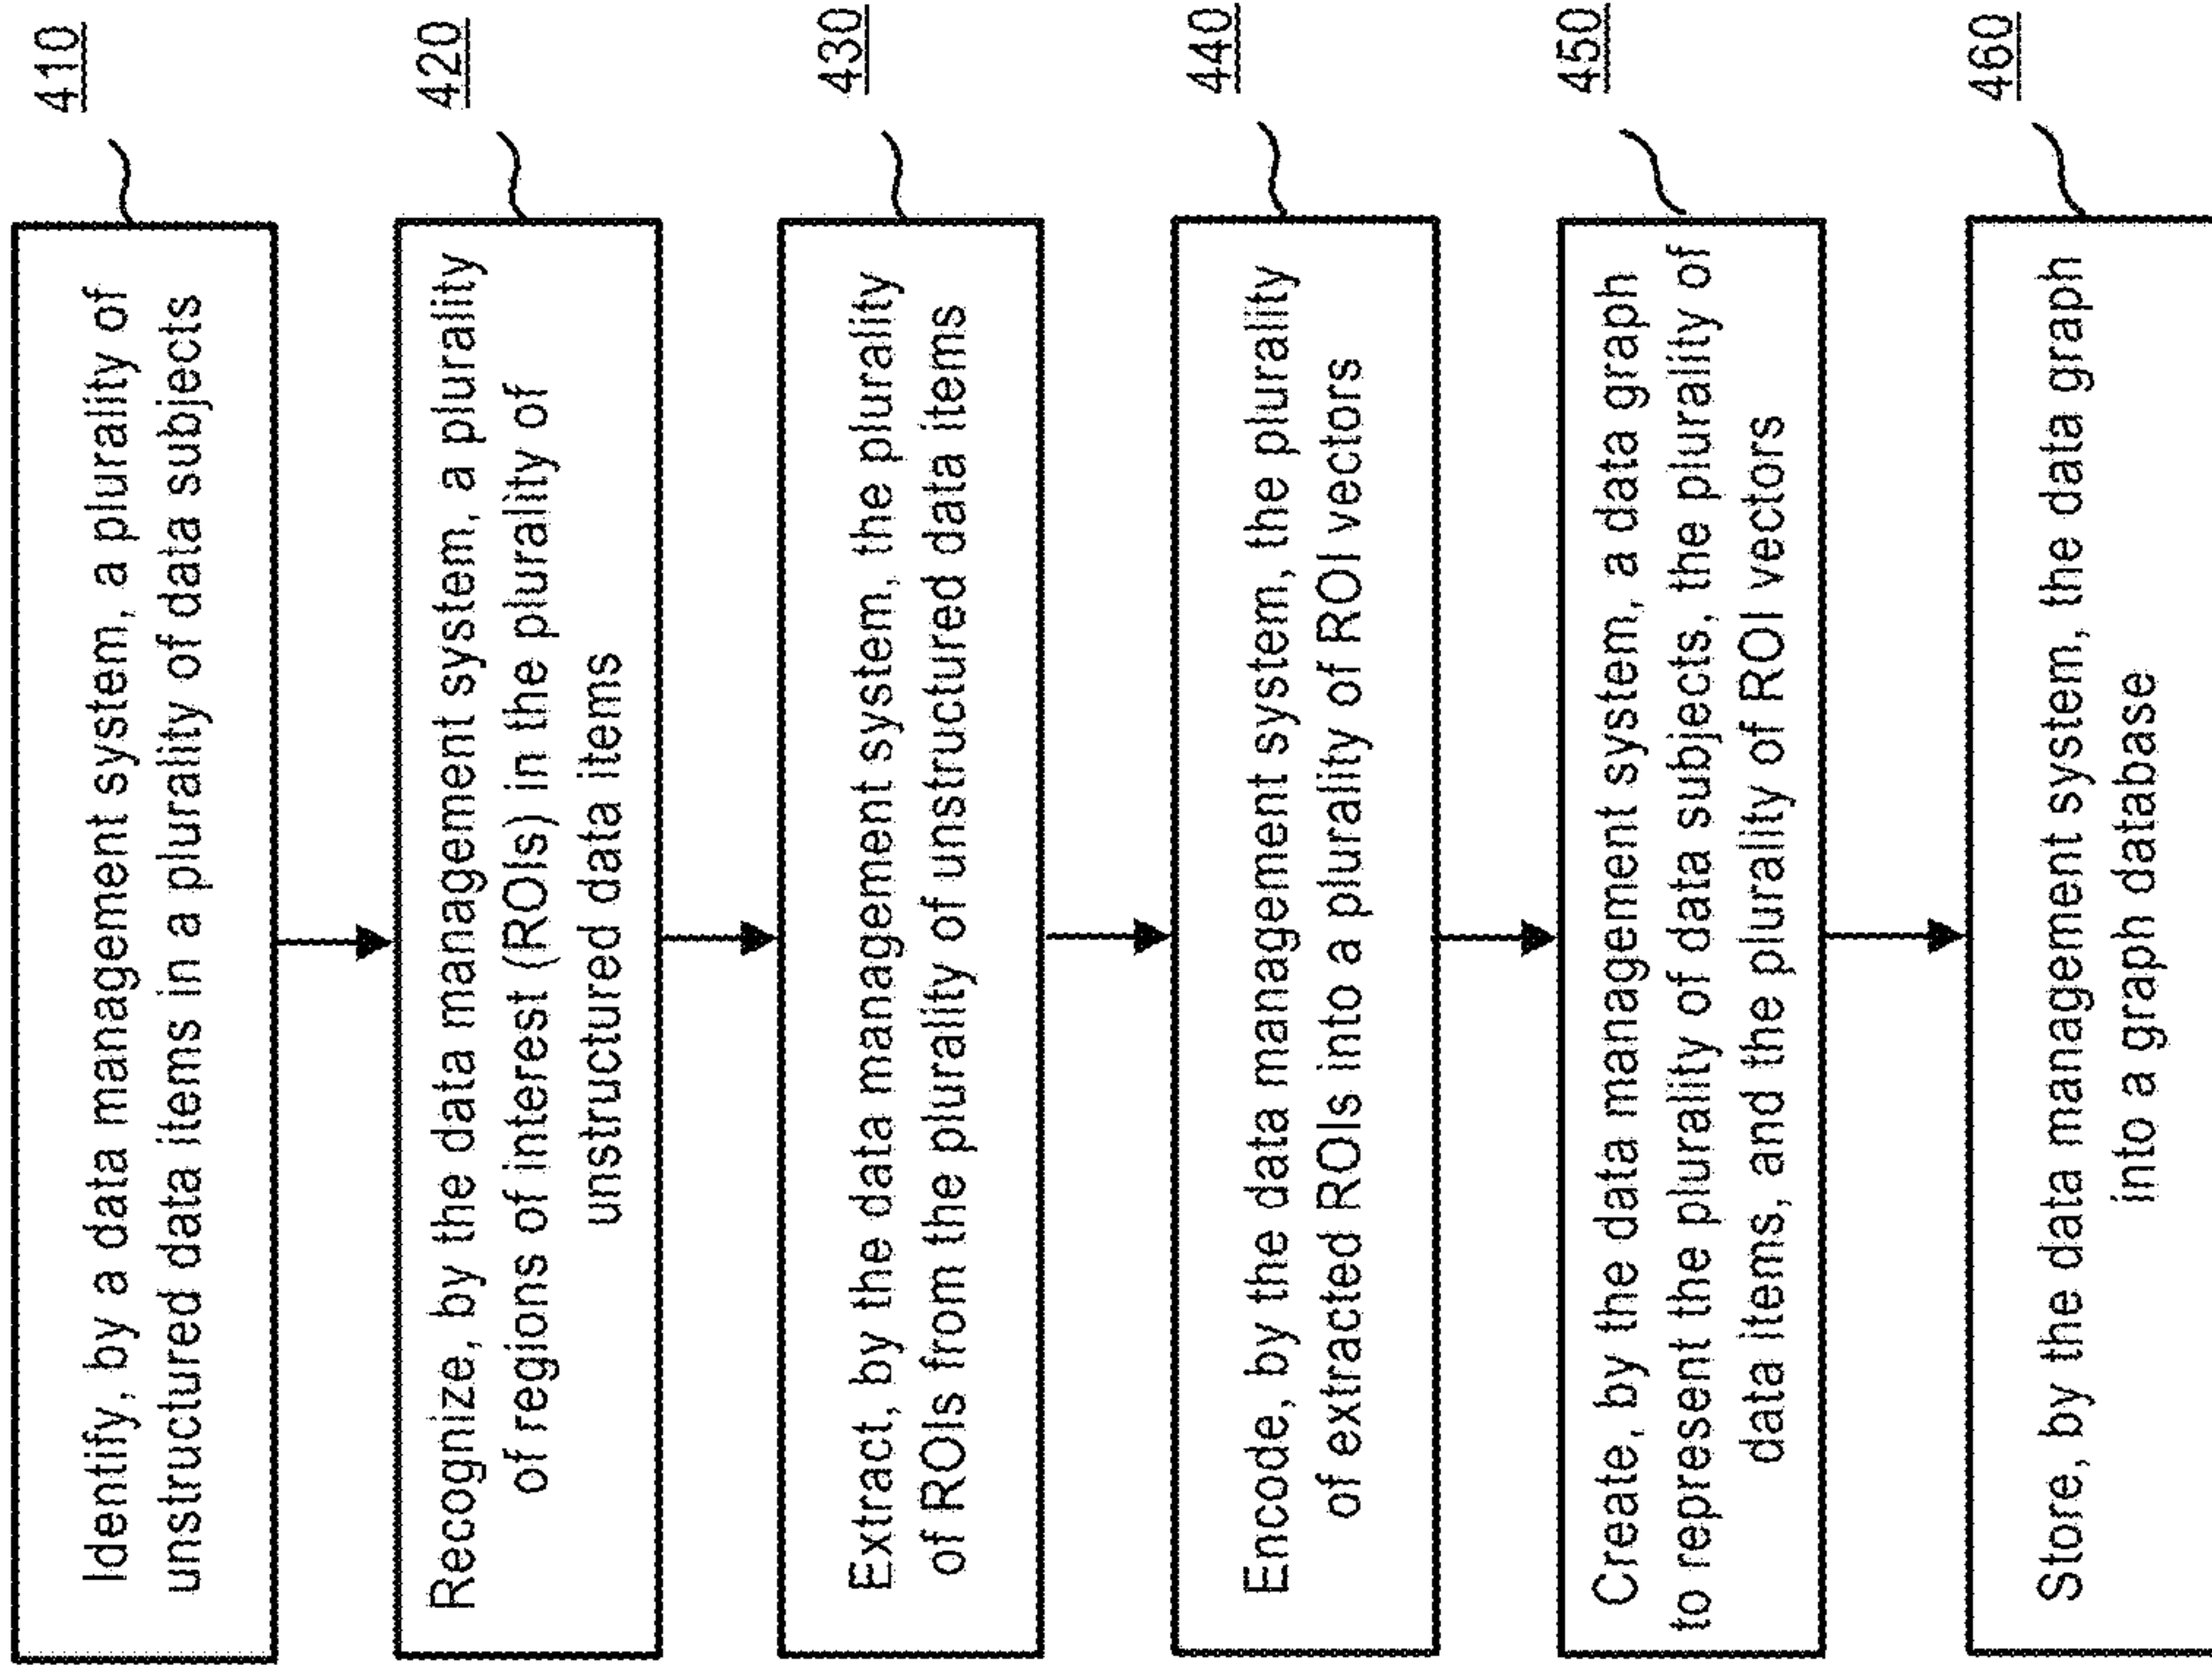 410
Identify, by a data management system, a plurality of
unstructured data items in a plurality of data subjects
420
Recognize, by the data management system, a plurality
of regions of interest (ROIs) in the plurality of
unstructured data items
430
Extract, by the data management system, the plurality
of ROIs from the plurality of unstructured data items
440
Encode, by the data management system, the plurality
of extracted ROIs into a plurality of ROI vectors
450
Create, by the data management system, a data graph
to represent the plurality of data subjects, the plurality of
data items, and the plurality of ROI vectors
460
Store, by the data management system, the data graph
into a graph database